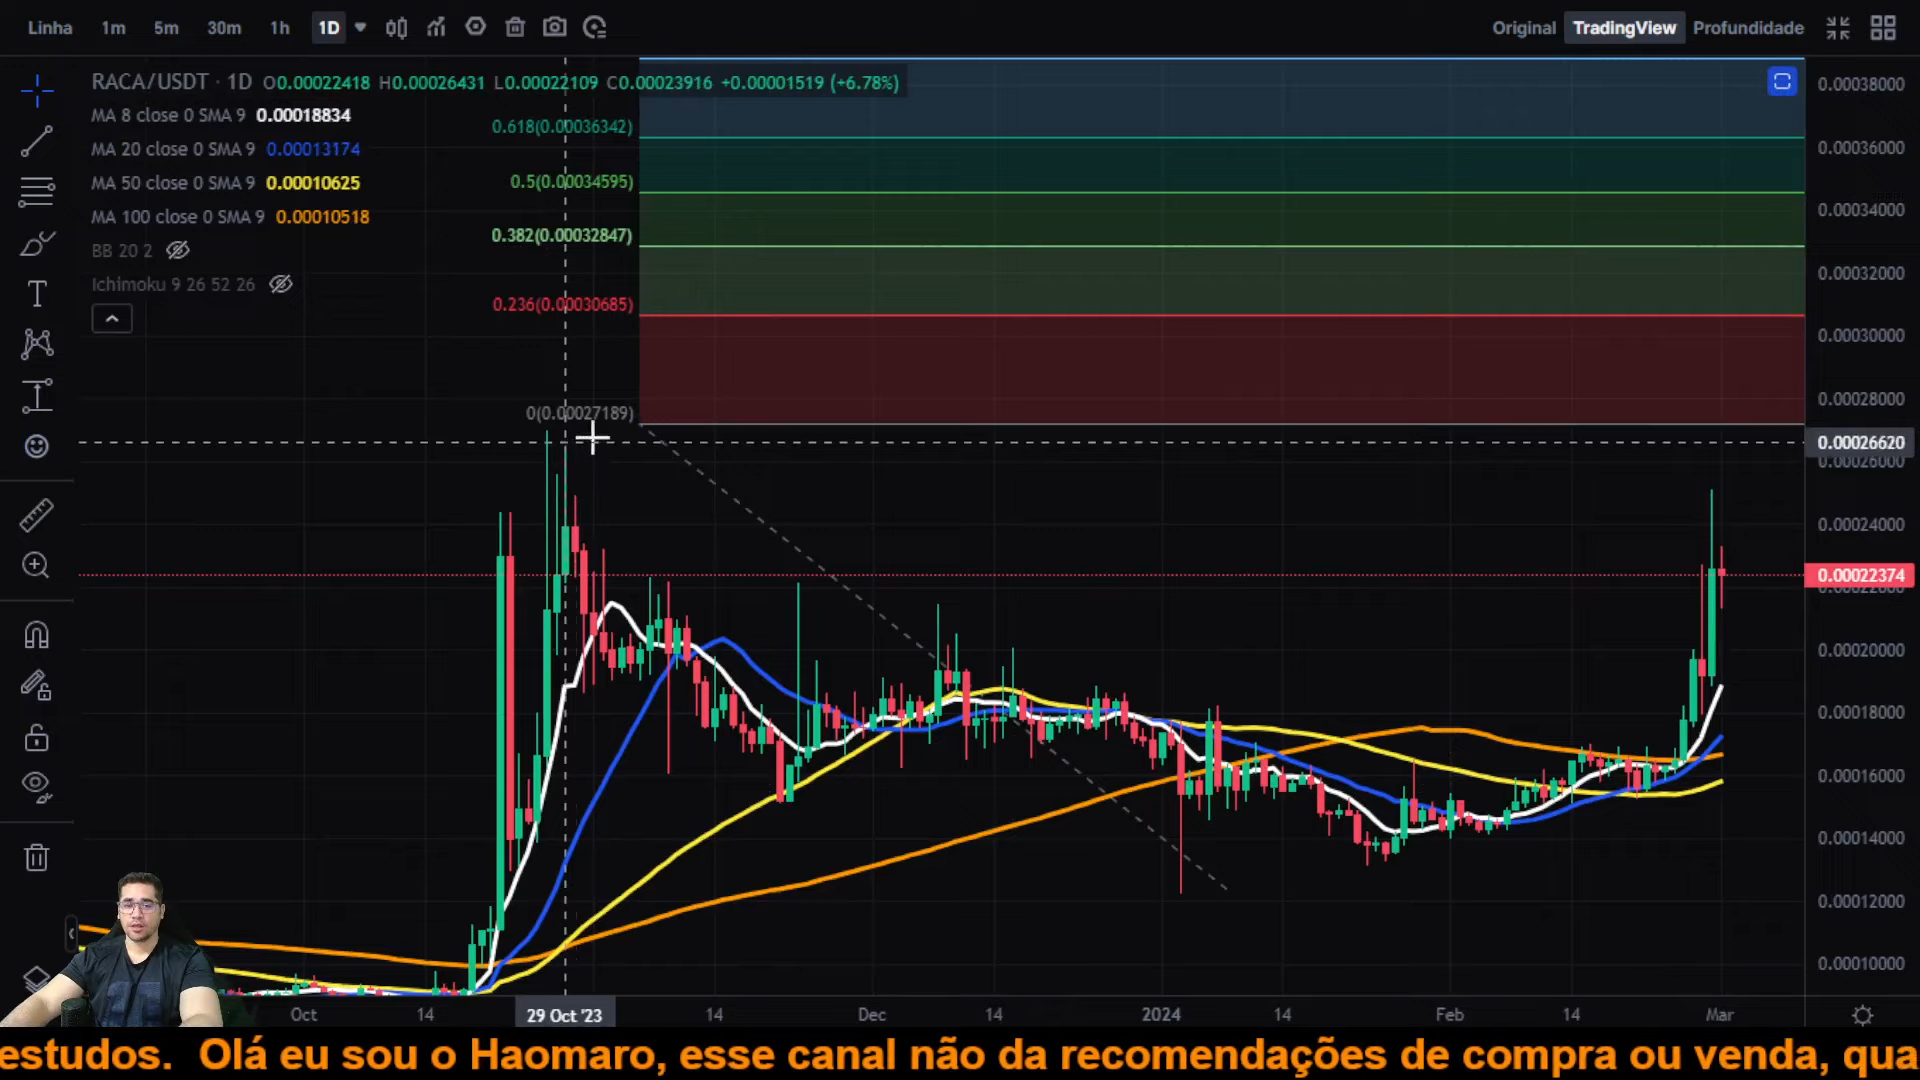 Linha 1m 5m 30m 1h 1D Original TradingView Profundidade
RACA/USDT · 1D O0.00022418 H0.00026431 L0.00022109 C0.00023916 +0.00001519 (+6.78%)
MA 8 close 0 SMA 9 0.00018834
MA 20 close 0 SMA 9 0.00013174
MA 50 close 0 SMA 9 0.00010625
MA 100 close 0 SMA 9 0.00010518
BB 20 2
Ichimoku 9 26 52 26
0.618(0.00036342)
0.5(0.00034595)
0.382(0.00032847)
0.236(0.00030685)
0(0.00027189)
0.00038000
0.00036000
0.00034000
0.00032000
0.00030000
0.00028000
0.00026620
0.00026000
0.00024000
0.00022374
0.00022000
0.00020000
0.00018000
0.00016000
0.00014000
0.00012000
0.00010000
Oct 14 29 Oct '23 14 Dec 14 2024 14 Feb 14 Mar
estudos. Olá eu sou o Haomaro, esse canal não da recomendações de compra ou venda, qua